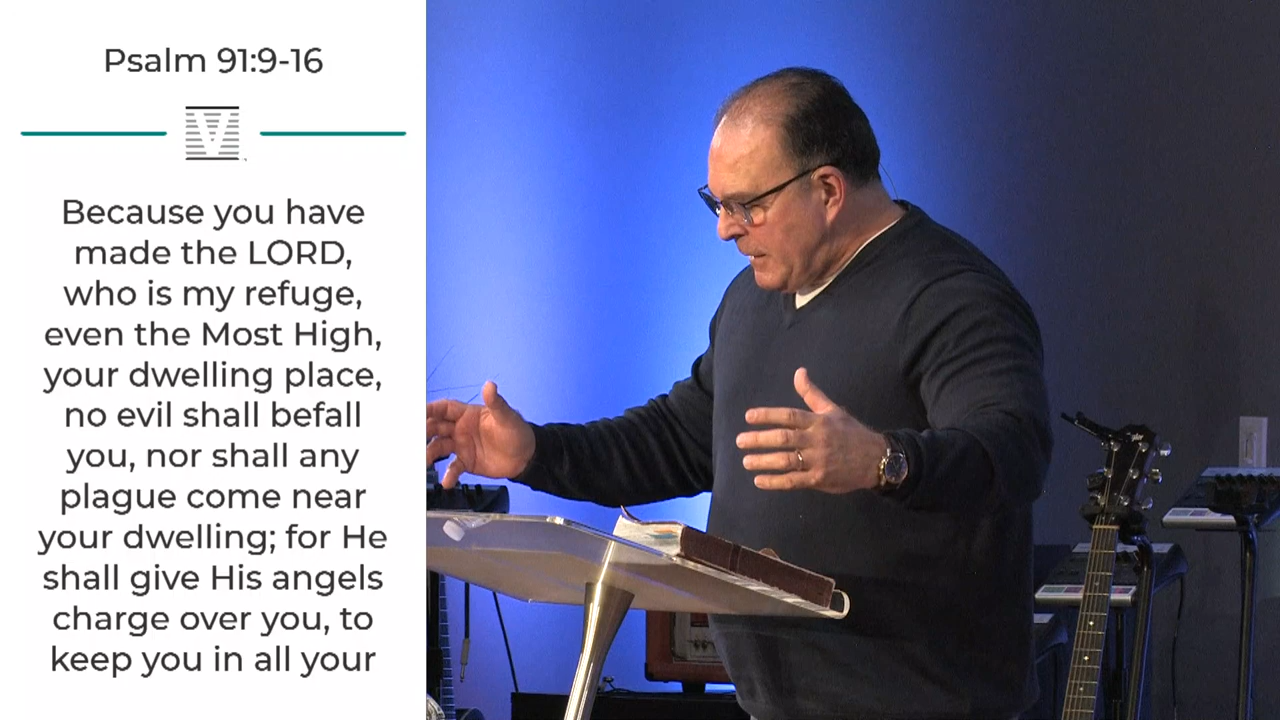 Psalm 91:9-16
V
Because you have
made the LORD,
who is my refuge,
even the Most High,
your dwelling place,
no evil shall befall
you, nor shall any
plague come near
your dwelling; for He
shall give His angels
charge over you, to
keep you in all your